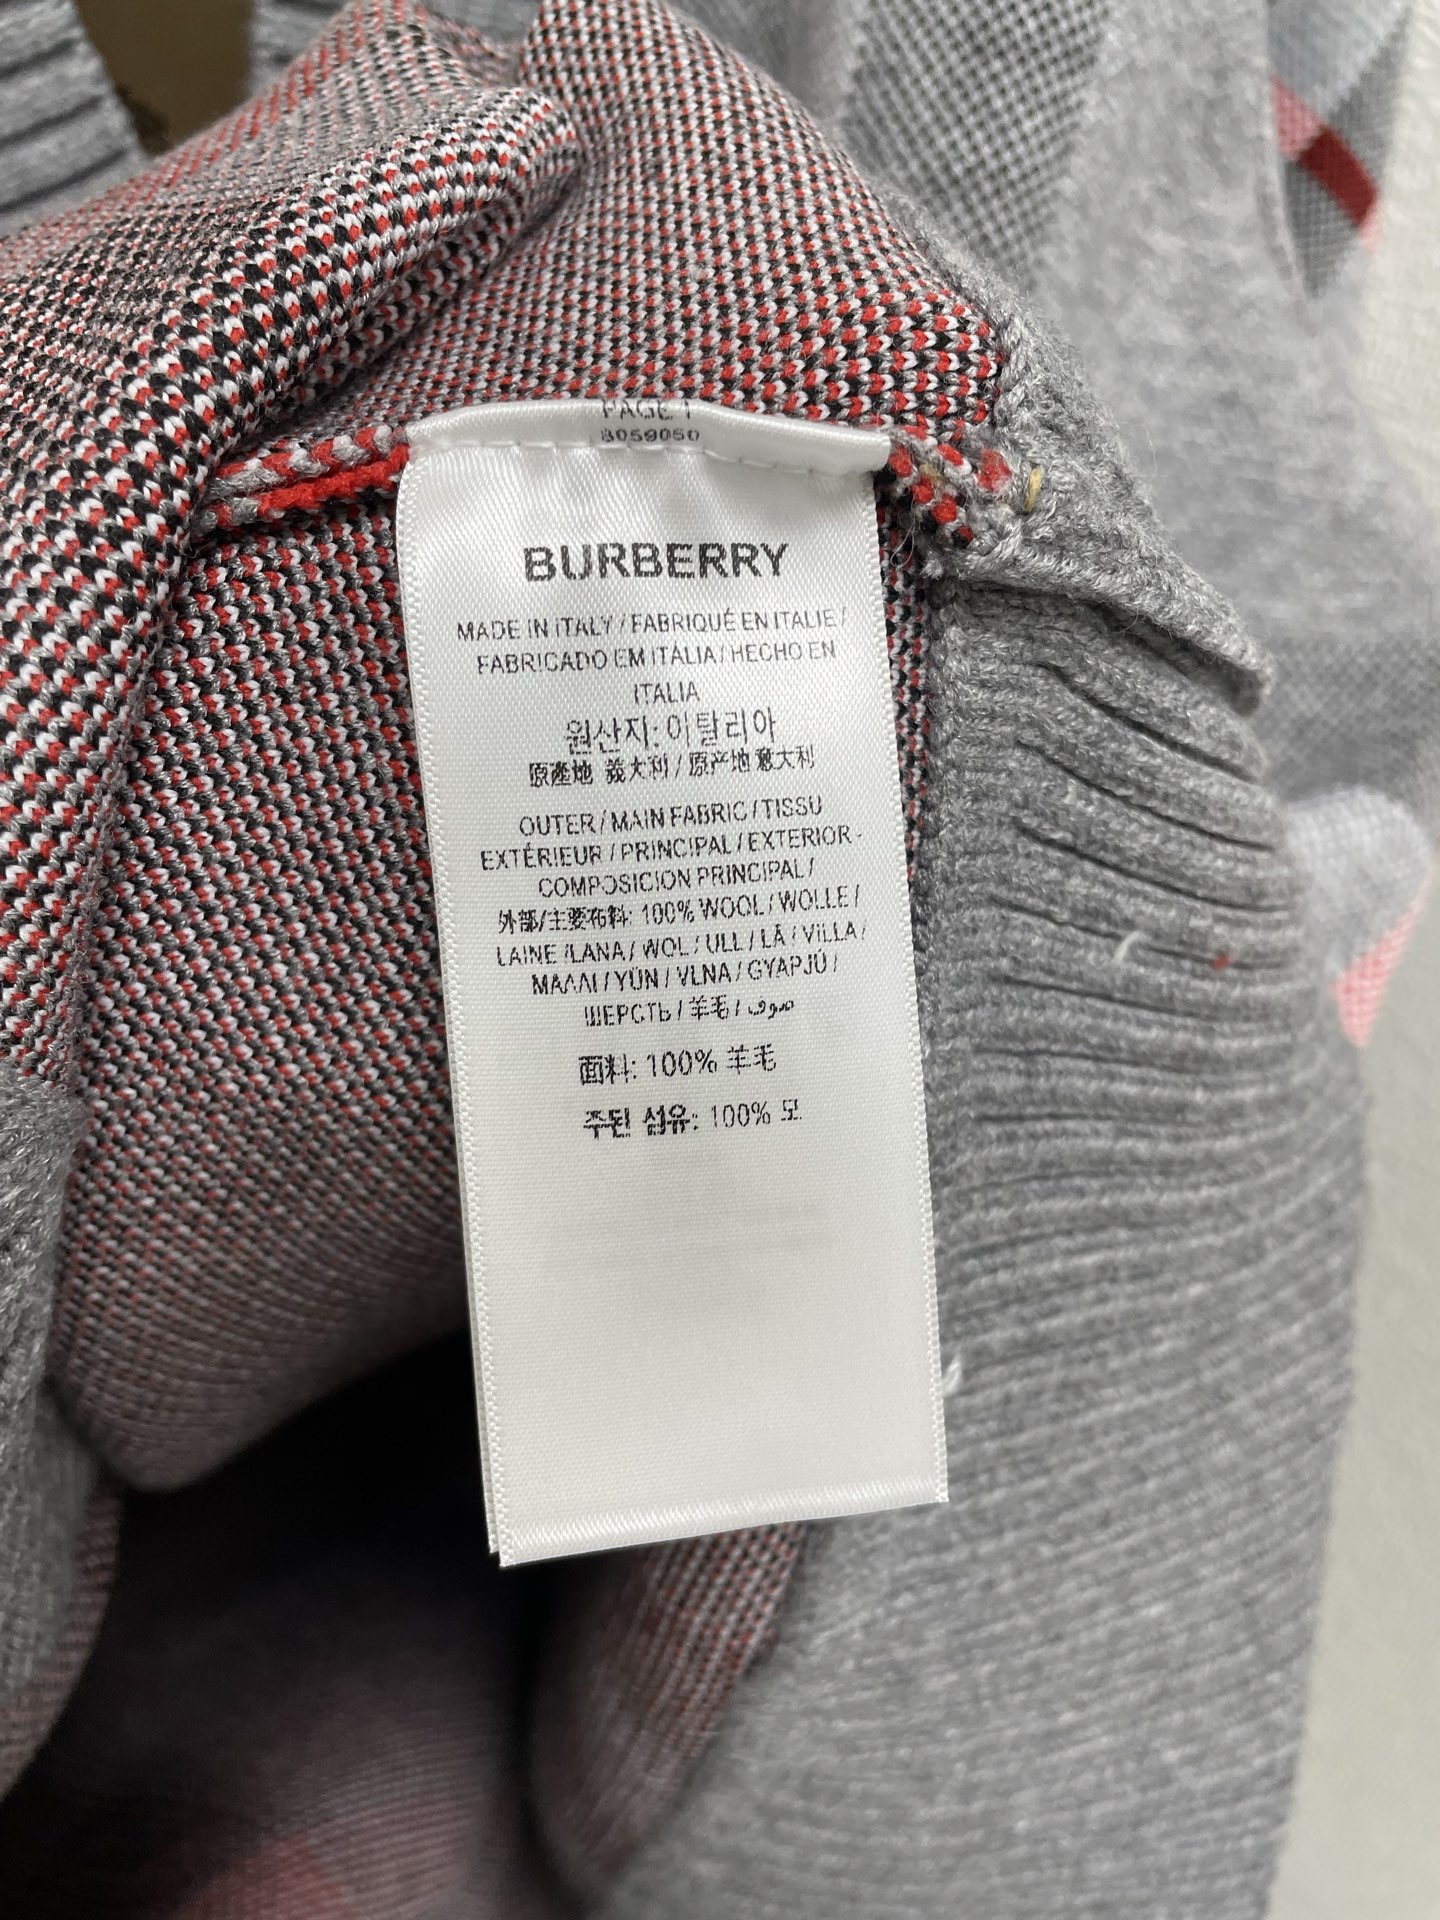 PAGE 1
8059050
BURBERRY
MADE IN ITALY / FABRIQUÉ EN ITALIE /
FABRICADO EM ITALIA / HECHO EN
ITALIA
원산지: 이탈리아
原產地 義大利 / 原产地 意大利
OUTER / MAIN FABRIC / TISSU
EXTÉRIEUR / PRINCIPAL / EXTERIOR -
COMPOSICION PRINCIPAL /
外部/主要布料: 100% WOOL / WOLLE /
LAINE / LANA / WOL / ULL / LÃ / VILLA /
ΜΑΛΛΙ / YÜN / VLNA / GYAPJÚ /
ШЕРСТЬ / 羊毛 / صوف
面料: 100% 羊毛
주된 섬유: 100% 모